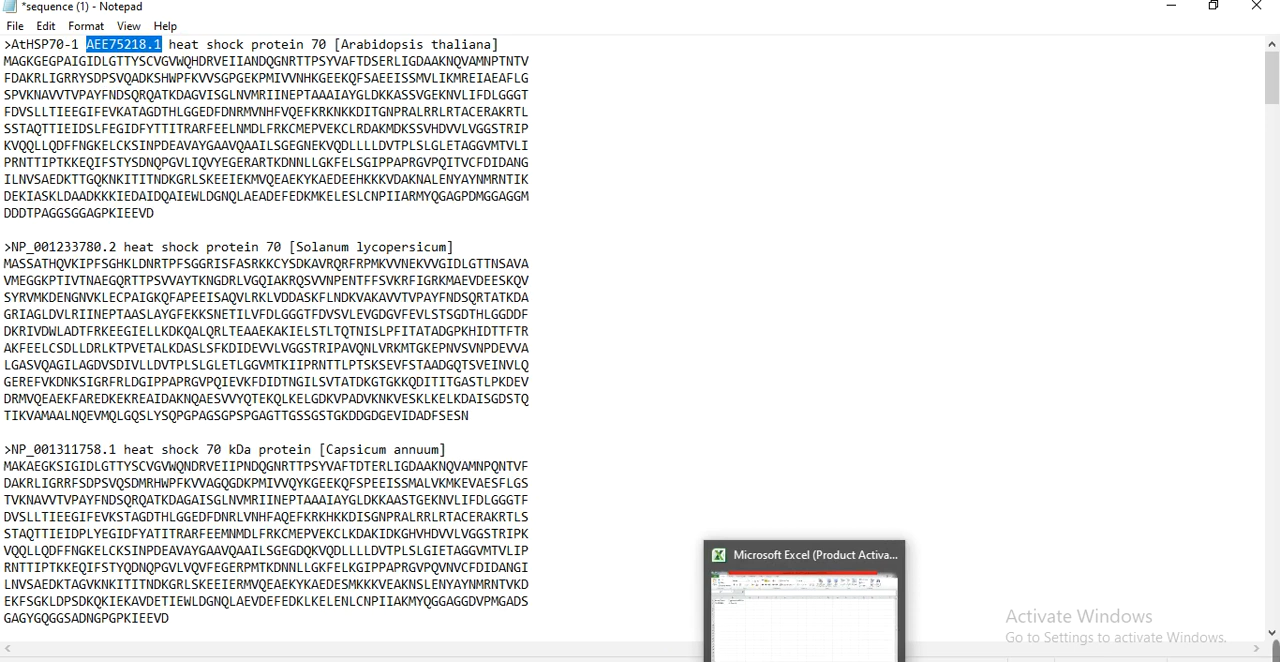 *sequence (1) - Notepad
File Edit Format View Help
>AtHSP70-1 AEE75218.1 heat shock protein 70 [Arabidopsis thaliana]
MAGKGEGPAIGIDLGTTYSCVGVWQHDRVEIIANDQGNRTTPSYVAFTDSERLIGDAAKNQVAMNPTNTV
FDAKRLIGRRYSDPSVQADKSHWPFKVVSGPGEKPMIVVNHKGEEKQFSAEEISSMVLIKMREIAEAFLG
SPVKNAVVTVPAYFNDSQRQATKDAGVISGLNVMRIINEPTAAAIAYGLDKKASSVGEKNVLIFDLGGGT
FDVSLLTIEEGIFEVKATAGDTHLGGEDFDNRMVNHFVQEFKRKNKKDITGNPRALRRLRTACERAKRTL
SSTAQTTIEIDSLFEGIDFYTTITRARFEELNMDLFRKCMEPVEKCLRDAKMDKSSVHDVVLVGGSTRIP
KVQQLLQDFFNGKELCKSINPDEAVAYGAAVQAAILSGEGNEKVQDLLLLDVTPLSLGLETAGGVMTVLI
PRNTTIPTKKEQIFSTYSDNQPGVLIQVYEGERARTKDNNLLGKFELSGIPPAPRGVPQITVCFDIDANG
ILNVSAEDKTTGQKNKITITNDKGRLSKEEIEKMVQEAEKYKAEDEEHKKKVDAKNALENYAYNMRNTIK
DEKIASKLDAADKKKIEDAIDQAIEWLDGNQLAEADEFEDKMKELESLCNPIIARMYQGAGPDMGGAGGM
DDDTPAGGSGGAGPKIEEVD
>NP_001233780.2 heat shock protein 70 [Solanum lycopersicum]
MASSATHQVKIPFSGHKLDNRTPFSGGRISFASRKKCYSDKAVRQRFRPMKVVNEKVVGIDLGTTNSAVA
VMEGGKPTIVTNAEGQRTTPSVVAYTKNGDRLVGQIAKRQSVVNPENTFFSVKRFIGRKMAEVDEESKQV
SYRVMKDENGNVKLECPAIGKQFAPEEISAQVLRKLVDDASKFLNDKVAKAVVTVPAYFNDSQRTATKDA
GRIAGLDVLRIINEPTAASLAYGFEKKSNETILVFDLGGGTFDVSVLEVGDGVFEVLSTSGDTHLGGDDF
DKRIVDWLADTFRKEEGIELLKDKQALQRLTEAAEKAKIELSTLTQTNISLPFITATADGPKHIDTTFTR
AKFEELCSDLLDRLKTPVETALKDASLSFKDIDEVVLVGGSTRIPAVQNLVRKMTGKEPNVSVNPDEVVA
LGASVQAGILAGDVSDIVLLDVTPLSLGLETLGGVMTKIIPRNTTLPTSKSEVFSTAADGQTSVEINVLQ
GEREFVKDNKSIGRFRLDGIPPAPRGVPQIEVKFDIDTNGILSVTATDKGTGKKQDITITGASTLPKDEV
DRMVQEAEKFAREDKEKREAIDAKNQAESVVYQTEKQLKELGDKVPADVKNKVESKLKELKDAISGDSTQ
TIKVAMAALNQEVMQLGQSLYSQPGPAGSGPSPGAGTTGSSGSTGKDDGDGEVIDADFSESN
>NP_001311758.1 heat shock 70 kDa protein [Capsicum annuum]
MAKAEGKSIGIDLGTTYSCVGVWQNDRVEIIPNDQGNRTTPSYVAFTDTERLIGDAAKNQVAMNPQNTVF
DAKRLIGRRFSDPSVQSDMRHWPFKVVAGQGDKPMIVVQYKGEEKQFSPEEISSMALVKMKEVAESFLGS
TVKNAVVTVPAYFNDSQRQATKDAGAISGLNVMRIINEPTAAAIAYGLDKKAASTGEKNVLIFDLGGGTF
DVSLLTIEEGIFEVKSTAGDTHLGGEDFDNRLVNHFAQEFKRKHKKDISGNPRALRRLRTACERAKRTLS
STAQTTIEIDPLYEGIDFYATITRARFEEMNMDLFRKCMEPVEKCLKDAKIDKGHVHDVVLVGGSTRIPK
VQQLLQDFFNGKELCKSINPDEAVAYGAAVQAAILSGEGDQKVQDLLLLDVTPLSLGIETAGGVMTVLIP
RNTTIPTKKEQIFSTYQDNQPGVLVQVFEGERPMTKDNNLLGKFELKGIPPAPRGVPQVNVCFDIDANGI
LNVSAEDKTAGVKNKITITNDKGRLSKEEIERMVQEAEKYKAEDESMKKKVEAKNSLENYAYNMRNTVKD
EKFSGKLDPSDKQKIEKAVDETIEWLDGNQLAEVDEFEDKLKELENLCNPIIAKMYQGGAGGDVPMGADS
GAGYGQGGSADNGPGPKIEEVD
Microsoft Excel (Product Activa...
Activate Windows
Go to Settings to activate Windows.